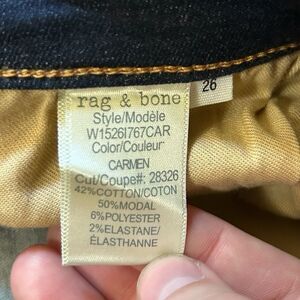 rag & bone
26
Style/Modèle
W1526I767CAR
Color/Couleur
CARMEN
Cut/Coupe#: 28326
42%COTTON/COTON
50%MODAL
6%POLYESTER
2%ELASTANE/
ÉLASTHANNE